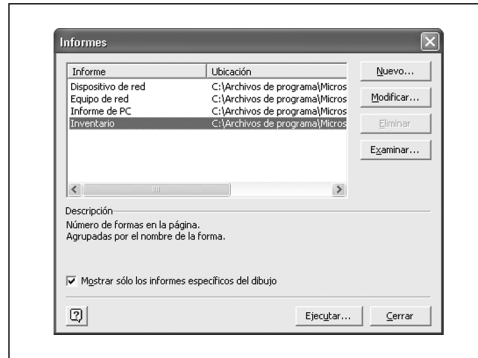 Informes
Informe Ubicación
Dispositivo de red C:\Archivos de programa\Micros
Equipo de red C:\Archivos de programa\Micros
Informe de PC C:\Archivos de programa\Micros
Inventario C:\Archivos de programa\Micros
Nuevo...
Modificar...
Eliminar
Examinar...
Descripción
Número de formas en la página.
Agrupadas por el nombre de la forma.
Mostrar sólo los informes específicos del dibujo
Ejecutar... Cerrar